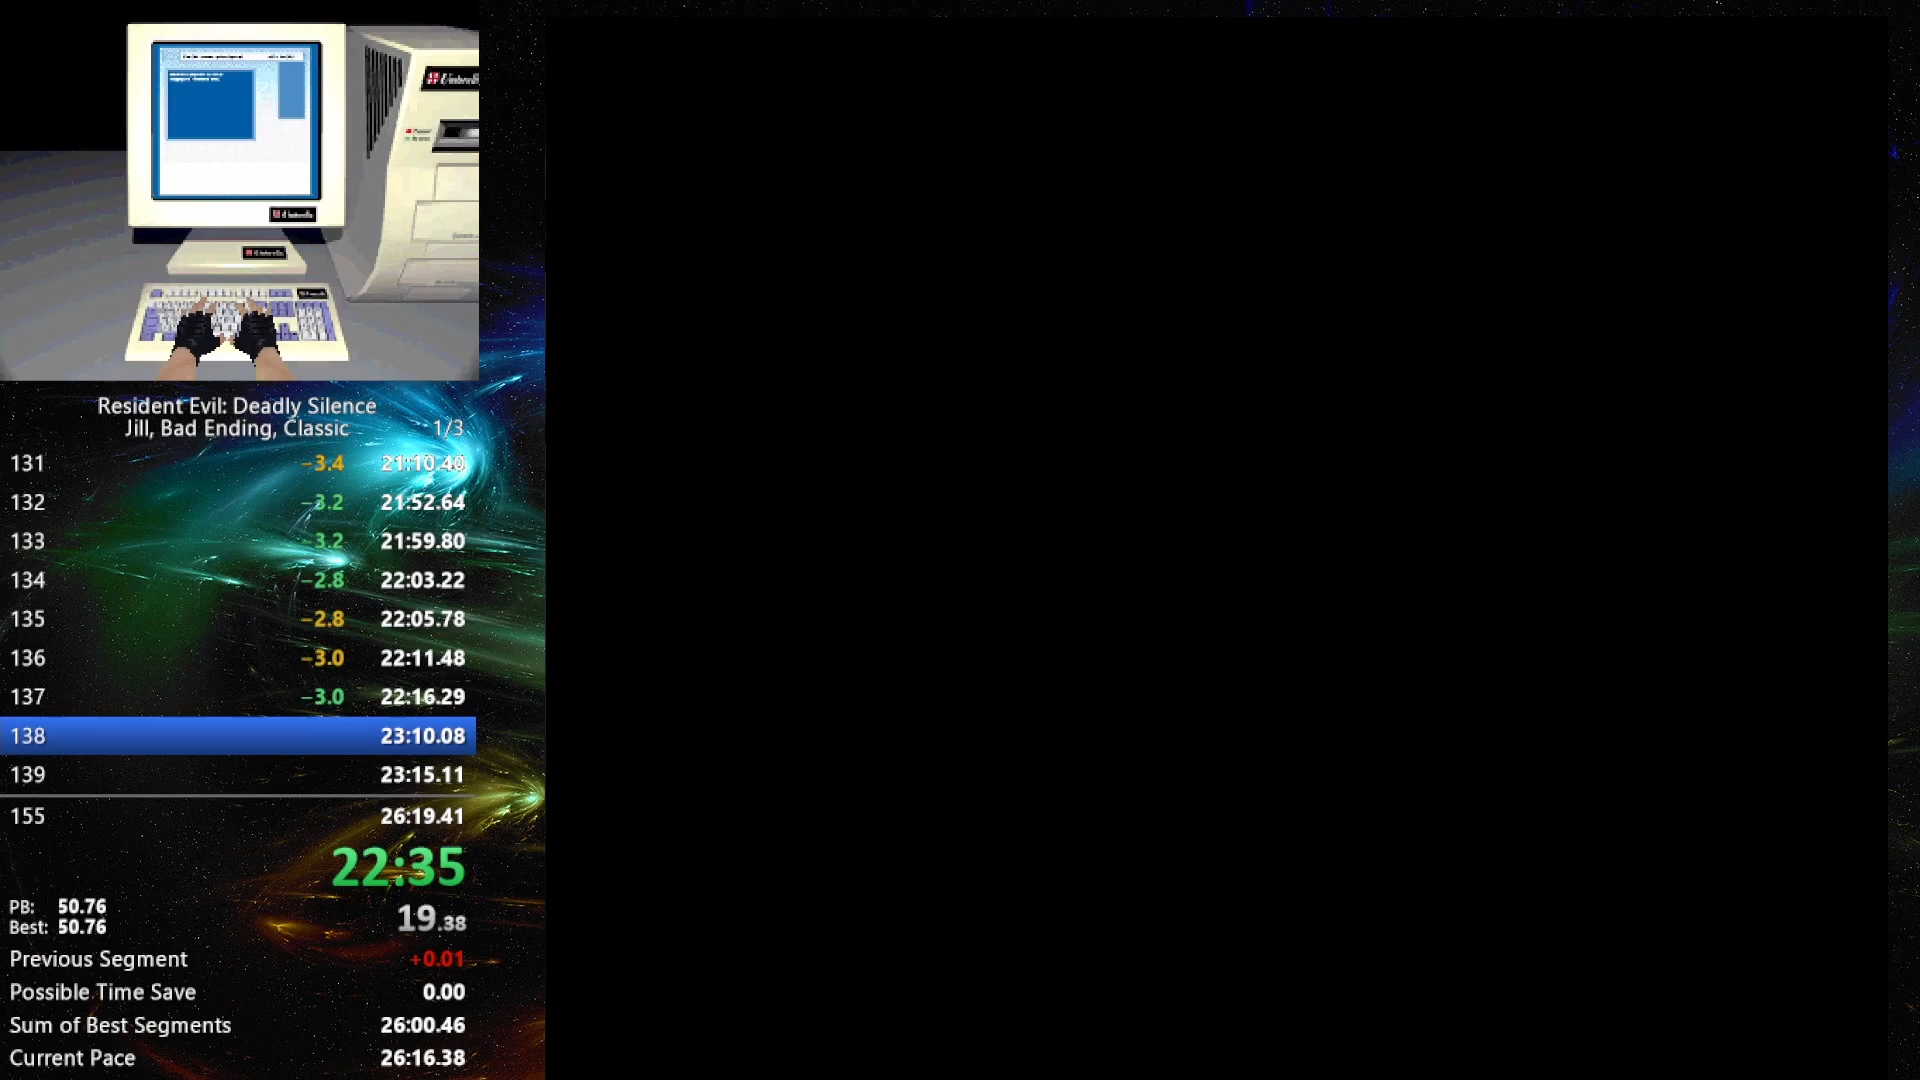 Resident Evil: Deadly Silence
Jill, Bad Ending, Classic 1/3
131 −3.4 21:10.40
132 −3.2 21:52.64
133 −3.2 21:59.80
134 −2.8 22:03.22
135 −2.8 22:05.78
136 −3.0 22:11.48
137 −3.0 22:16.29
138 23:10.08
139 23:15.11
155 26:19.41
22:35
PB: 50.76
Best: 50.76
19.38
Previous Segment +0.01
Possible Time Save 0.00
Sum of Best Segments 26:00.46
Current Pace 26:16.38